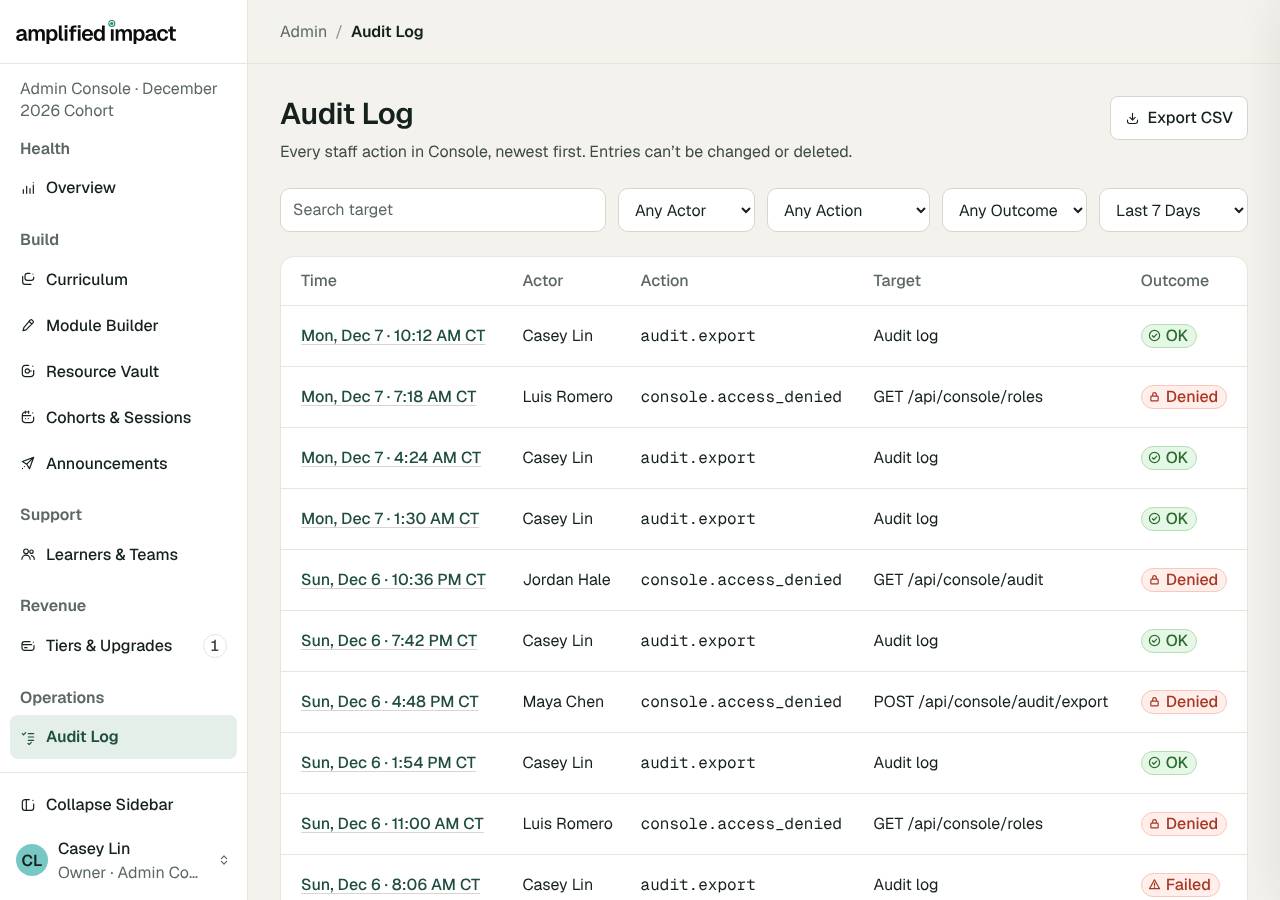 amplified impact
Admin / Audit Log
Admin Console · December
2026 Cohort
Health
Overview
Build
Curriculum
Module Builder
Resource Vault
Cohorts & Sessions
Announcements
Support
Learners & Teams
Revenue
Tiers & Upgrades 1
Operations
Audit Log
Collapse Sidebar
CL
Casey Lin
Owner · Admin Co...
Audit Log
Export CSV
Every staff action in Console, newest first. Entries can’t be changed or deleted.
Search target Any Actor Any Action Any Outcome Last 7 Days
Time Actor Action Target Outcome
Mon, Dec 7 · 10:12 AM CT Casey Lin audit.export Audit log OK
Mon, Dec 7 · 7:18 AM CT Luis Romero console.access_denied GET /api/console/roles Denied
Mon, Dec 7 · 4:24 AM CT Casey Lin audit.export Audit log OK
Mon, Dec 7 · 1:30 AM CT Casey Lin audit.export Audit log OK
Sun, Dec 6 · 10:36 PM CT Jordan Hale console.access_denied GET /api/console/audit Denied
Sun, Dec 6 · 7:42 PM CT Casey Lin audit.export Audit log OK
Sun, Dec 6 · 4:48 PM CT Maya Chen console.access_denied POST /api/console/audit/export Denied
Sun, Dec 6 · 1:54 PM CT Casey Lin audit.export Audit log OK
Sun, Dec 6 · 11:00 AM CT Luis Romero console.access_denied GET /api/console/roles Denied
Sun, Dec 6 · 8:06 AM CT Casey Lin audit.export Audit log Failed